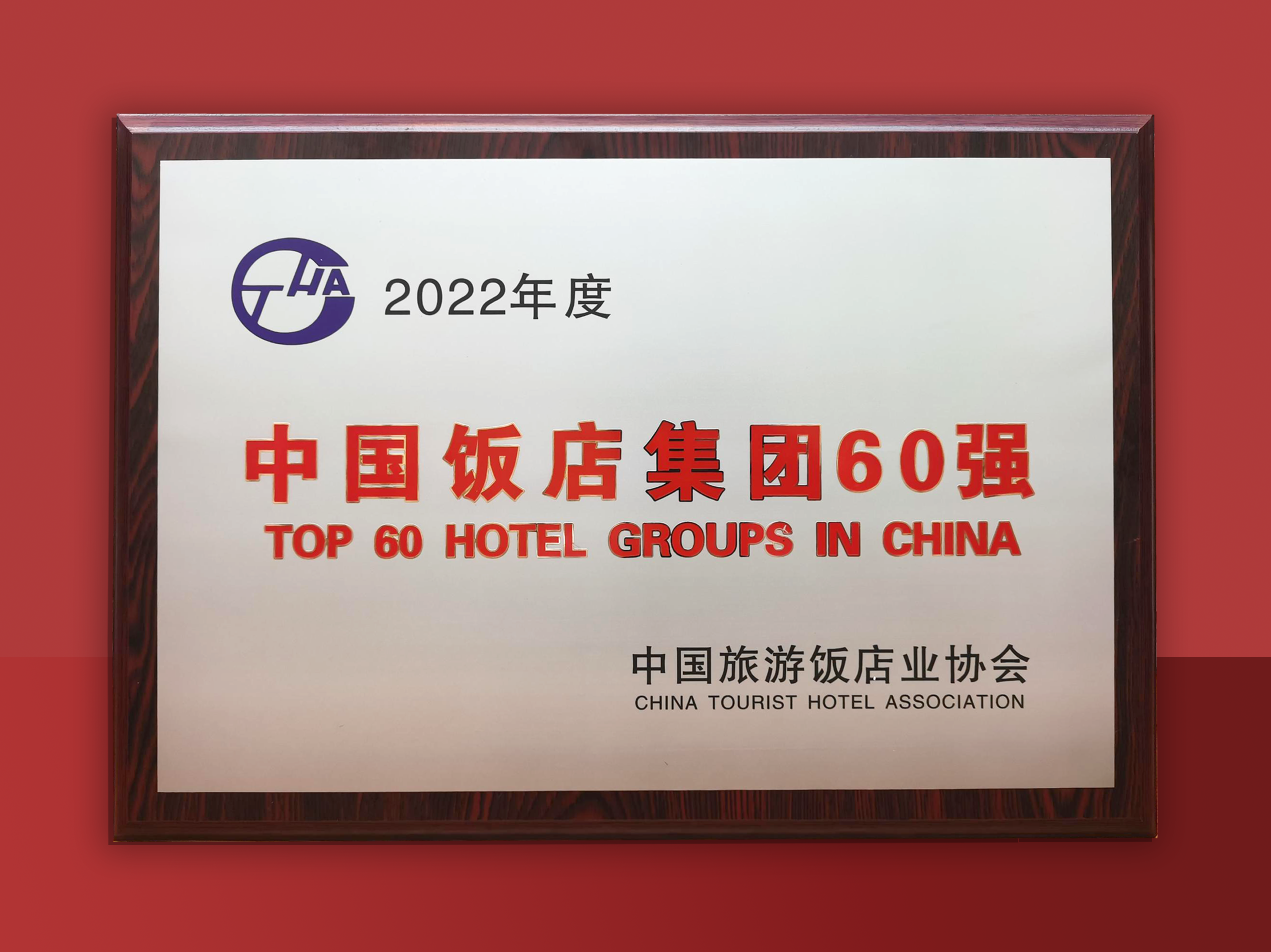 CTHA 2022年度
中国饭店集团60强
TOP 60 HOTEL GROUPS IN CHINA
中国旅游饭店业协会
CHINA TOURIST HOTEL ASSOCIATION